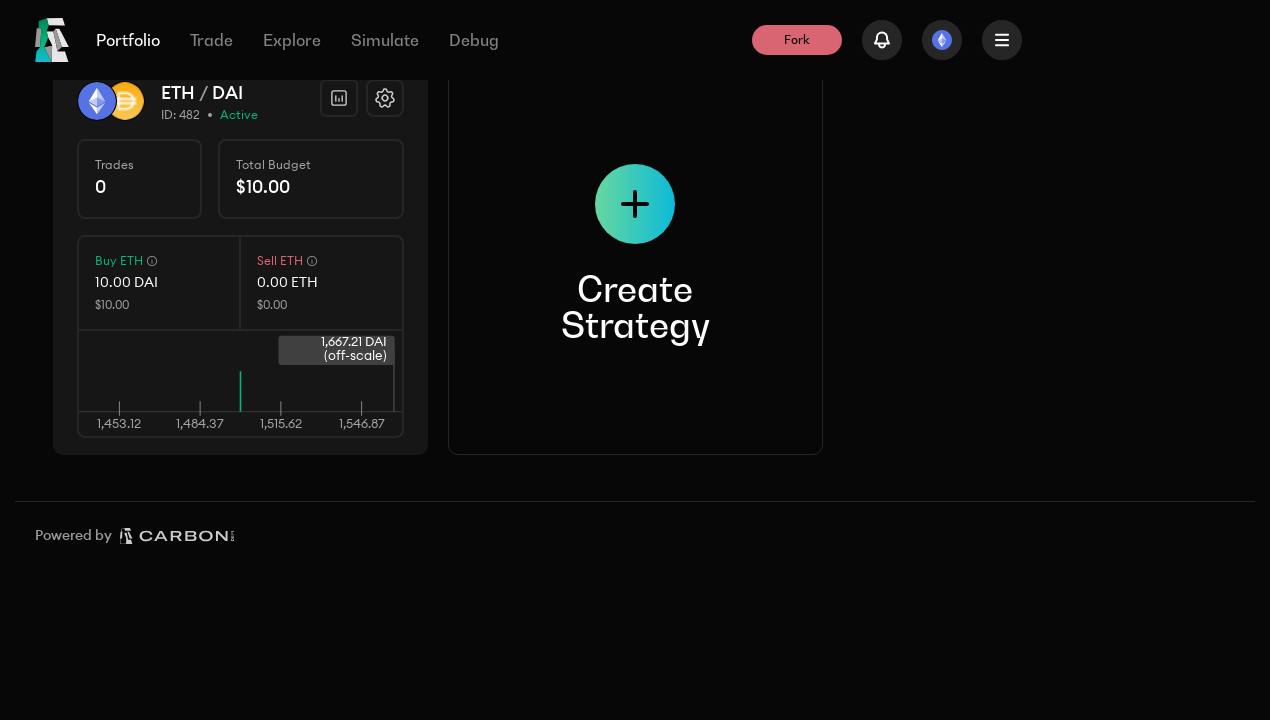 Portfolio
Trade
Explore
Simulate
Debug
Fork
ETH / DAI
ID: 482 • Active
Trades
0
Total Budget
$10.00
Buy ETH
10.00 DAI
$10.00
Sell ETH
0.00 ETH
$0.00
1,667.21 DAI
(off-scale)
1,453.12
1,484.37
1,515.62
1,546.87
Create
Strategy
Powered by
CARBON